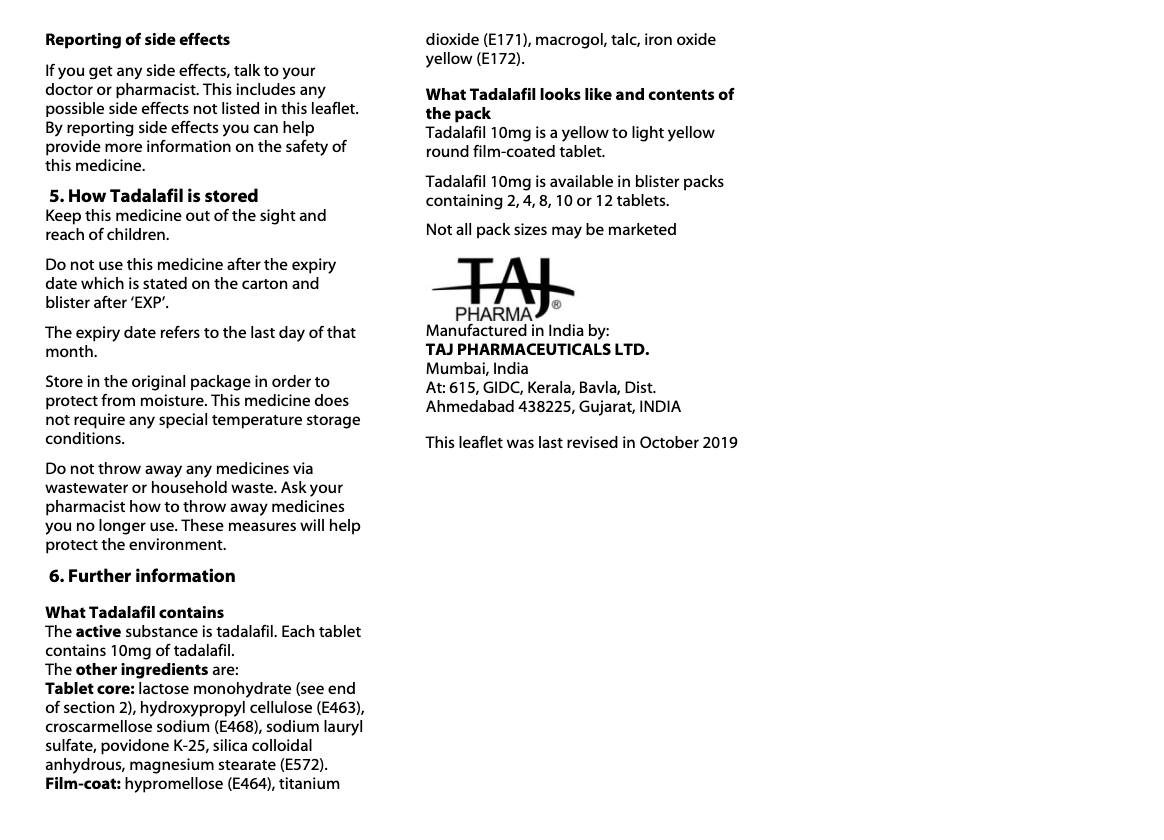 Reporting of side effects
If you get any side effects, talk to your
doctor or pharmacist. This includes any
possible side effects not listed in this leaflet.
By reporting side effects you can help
provide more information on the safety of
this medicine.
5. How Tadalafil is stored
Keep this medicine out of the sight and
reach of children.
Do not use this medicine after the expiry
date which is stated on the carton and
blister after ‘EXP’.
The expiry date refers to the last day of that
month.
Store in the original package in order to
protect from moisture. This medicine does
not require any special temperature storage
conditions.
Do not throw away any medicines via
wastewater or household waste. Ask your
pharmacist how to throw away medicines
you no longer use. These measures will help
protect the environment.
6. Further information
What Tadalafil contains
The active substance is tadalafil. Each tablet
contains 10mg of tadalafil.
The other ingredients are:
Tablet core: lactose monohydrate (see end
of section 2), hydroxypropyl cellulose (E463),
croscarmellose sodium (E468), sodium lauryl
sulfate, povidone K-25, silica colloidal
anhydrous, magnesium stearate (E572).
Film-coat: hypromellose (E464), titanium
dioxide (E171), macrogol, talc, iron oxide
yellow (E172).
What Tadalafil looks like and contents of
the pack
Tadalafil 10mg is a yellow to light yellow
round film-coated tablet.
Tadalafil 10mg is available in blister packs
containing 2, 4, 8, 10 or 12 tablets.
Not all pack sizes may be marketed
TAJ
PHARMA®
Manufactured in India by:
TAJ PHARMACEUTICALS LTD.
Mumbai, India
At: 615, GIDC, Kerala, Bavla, Dist.
Ahmedabad 438225, Gujarat, INDIA
This leaflet was last revised in October 2019